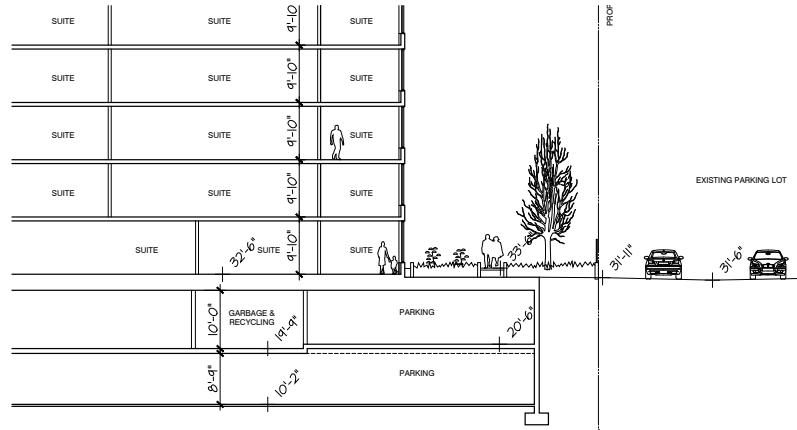 9'-10
PROP
SUITE
SUITE
SUITE
9'-10"
SUITE
SUITE
SUITE
9'-10"
SUITE
SUITE
SUITE
9'-10"
SUITE
SUITE
SUITE
EXISTING PARKING LOT
9'-10"
SUITE
32'-6"
SUITE
SUITE
33'-6"
31'-11"
31'-6"
10'-0"
GARBAGE &
RECYCLING
19'-9"
PARKING
20'-6"
8'-9"
10'-2"
PARKING